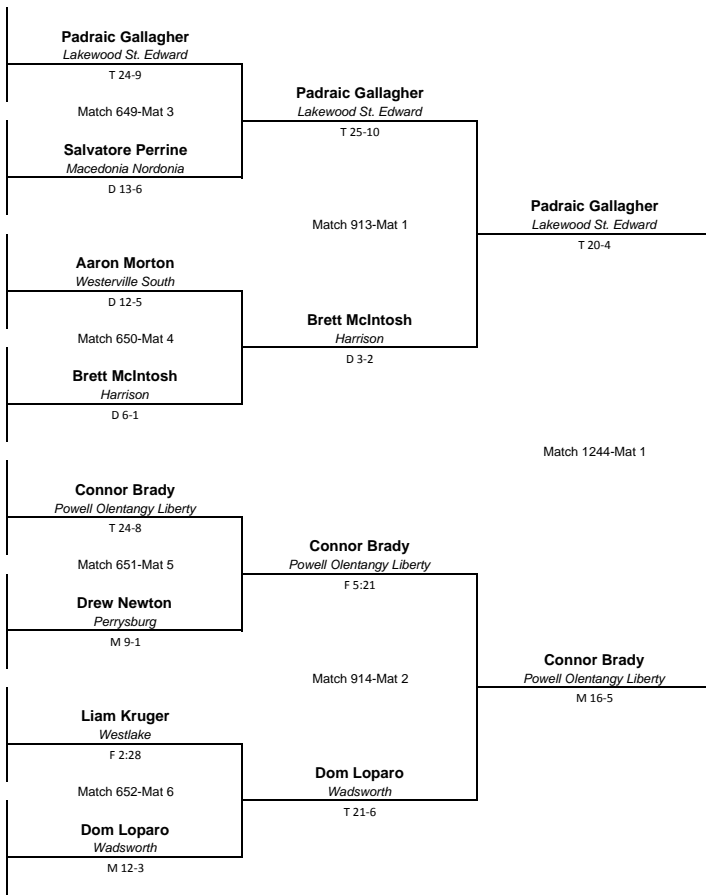 Padraic Gallagher
Lakewood St. Edward
T 24-9
Match 649-Mat 3
Salvatore Perrine
Macedonia Nordonia
D 13-6
Aaron Morton
Westerville South
D 12-5
Match 650-Mat 4
Brett McIntosh
Harrison
D 6-1
Connor Brady
Powell Olentangy Liberty
T 24-8
Match 651-Mat 5
Drew Newton
Perrysburg
M 9-1
Liam Kruger
Westlake
F 2:28
Match 652-Mat 6
Dom Loparo
Wadsworth
M 12-3
Padraic Gallagher
Lakewood St. Edward
T 25-10
Match 913-Mat 1
Brett McIntosh
Harrison
D 3-2
Connor Brady
Powell Olentangy Liberty
F 5:21
Match 914-Mat 2
Dom Loparo
Wadsworth
T 21-6
Padraic Gallagher
Lakewood St. Edward
T 20-4
Match 1244-Mat 1
Connor Brady
Powell Olentangy Liberty
M 16-5